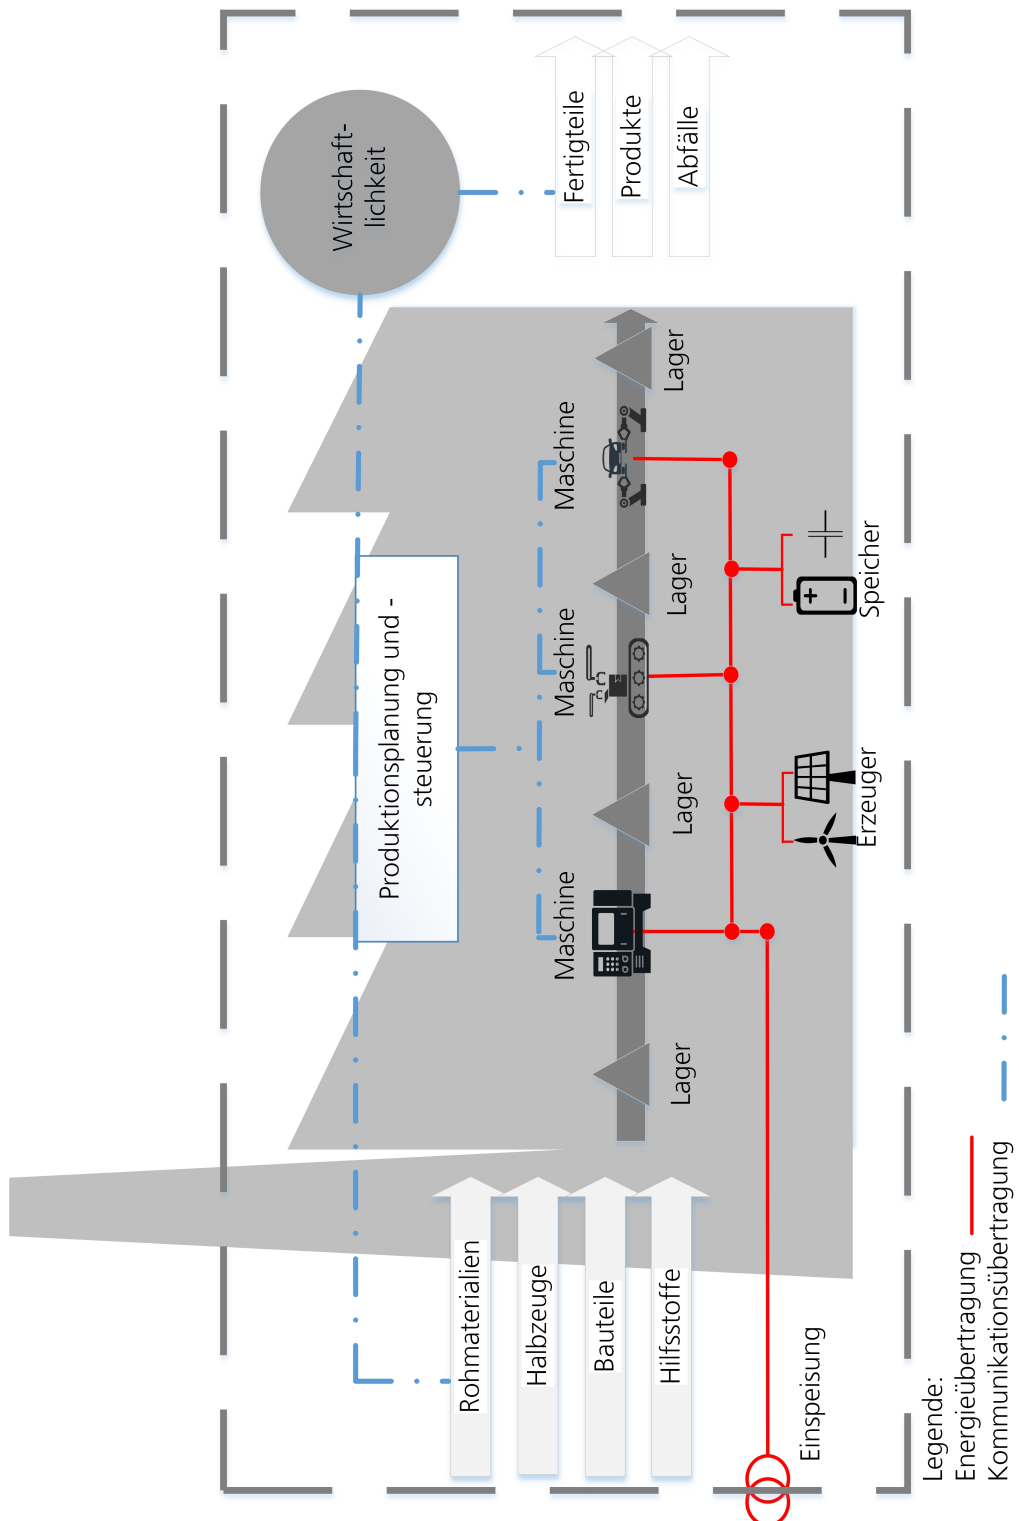 Wirtschaft-
lichkeit
Fertigteile
Produkte
Abfälle
Produktionsplanung und -
steuerung
Maschine
Maschine
Maschine
Lager
Lager
Lager
Lager
Speicher
Erzeuger
Rohmaterialien
Halbzeuge
Bauteile
Hilfsstoffe
Einspeisung
Legende:
Energieübertragung
Kommunikationsübertragung